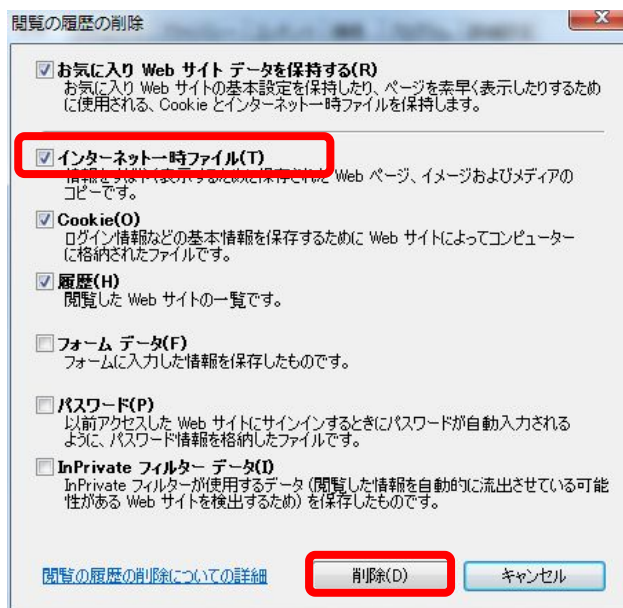 閲覧の履歴の削除
お気に入り Web サイト データを保持する(R)
お気に入り Web サイトの基本設定を保持したり、ページを素早く表示したりするため
に使用される、Cookie とインターネット一時ファイルを保持します。
インターネット一時ファイル(T)
情報をすばやく表示するために保存された Web ページ、イメージおよびメディアの
コピーです。
Cookie(O)
ログイン情報などの基本情報を保存するために Web サイトによってコンピューター
に格納されたファイルです。
履歴(H)
閲覧した Web サイトの一覧です。
フォーム データ(F)
フォームに入力した情報を保存したものです。
パスワード(P)
以前アクセスした Web サイトにサインインするときにパスワードが自動入力される
ように、パスワード情報を格納したファイルです。
InPrivate フィルター データ(I)
InPrivate フィルターが使用するデータ (閲覧した情報を自動的に流出させている可能
性がある Web サイトを検出するため) を保存したものです。
閲覧の履歴の削除についての詳細
削除(D)
キャンセル